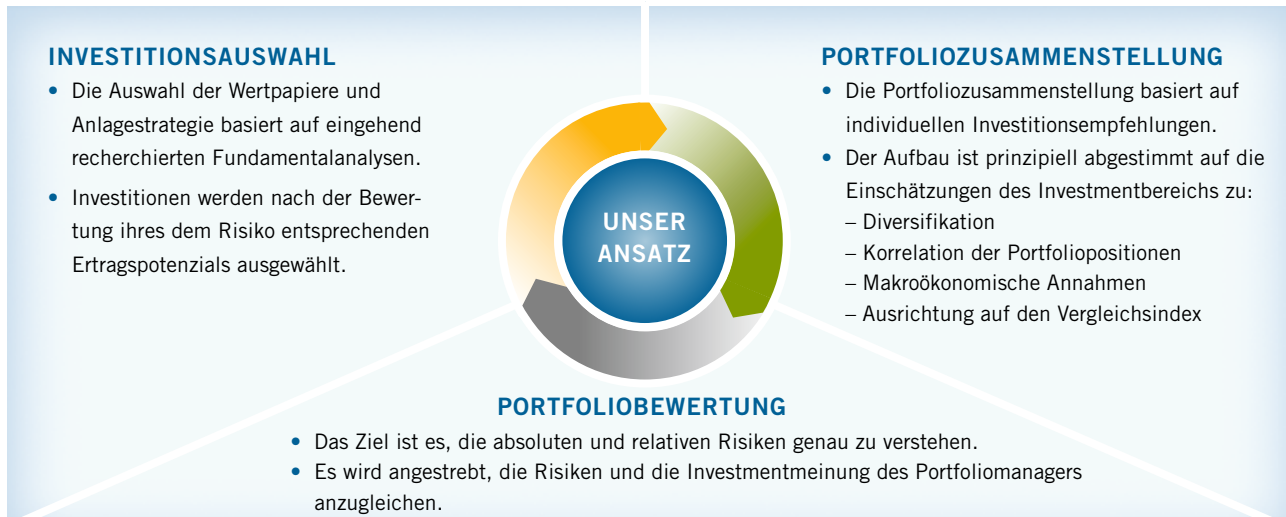 INVESTITIONSAUSWAHL
• Die Auswahl der Wertpapiere und
Anlagestrategie basiert auf eingehend
recherchierten Fundamentalanalysen.
• Investitionen werden nach der Bewer-
tung ihres dem Risiko entsprechenden
Ertragspotenzials ausgewählt.
UNSER
ANSATZ
PORTFOLIOZUSAMMENSTELLUNG
• Die Portfoliozusammenstellung basiert auf
individuellen Investitionsempfehlungen.
• Der Aufbau ist prinzipiell abgestimmt auf die
Einschätzungen des Investmentbereichs zu:
– Diversifikation
– Korrelation der Portfoliopositionen
– Makroökonomische Annahmen
– Ausrichtung auf den Vergleichsindex
PORTFOLIOBEWERTUNG
• Das Ziel ist es, die absoluten und relativen Risiken genau zu verstehen.
• Es wird angestrebt, die Risiken und die Investmentmeinung des Portfoliomanagers
anzugleichen.